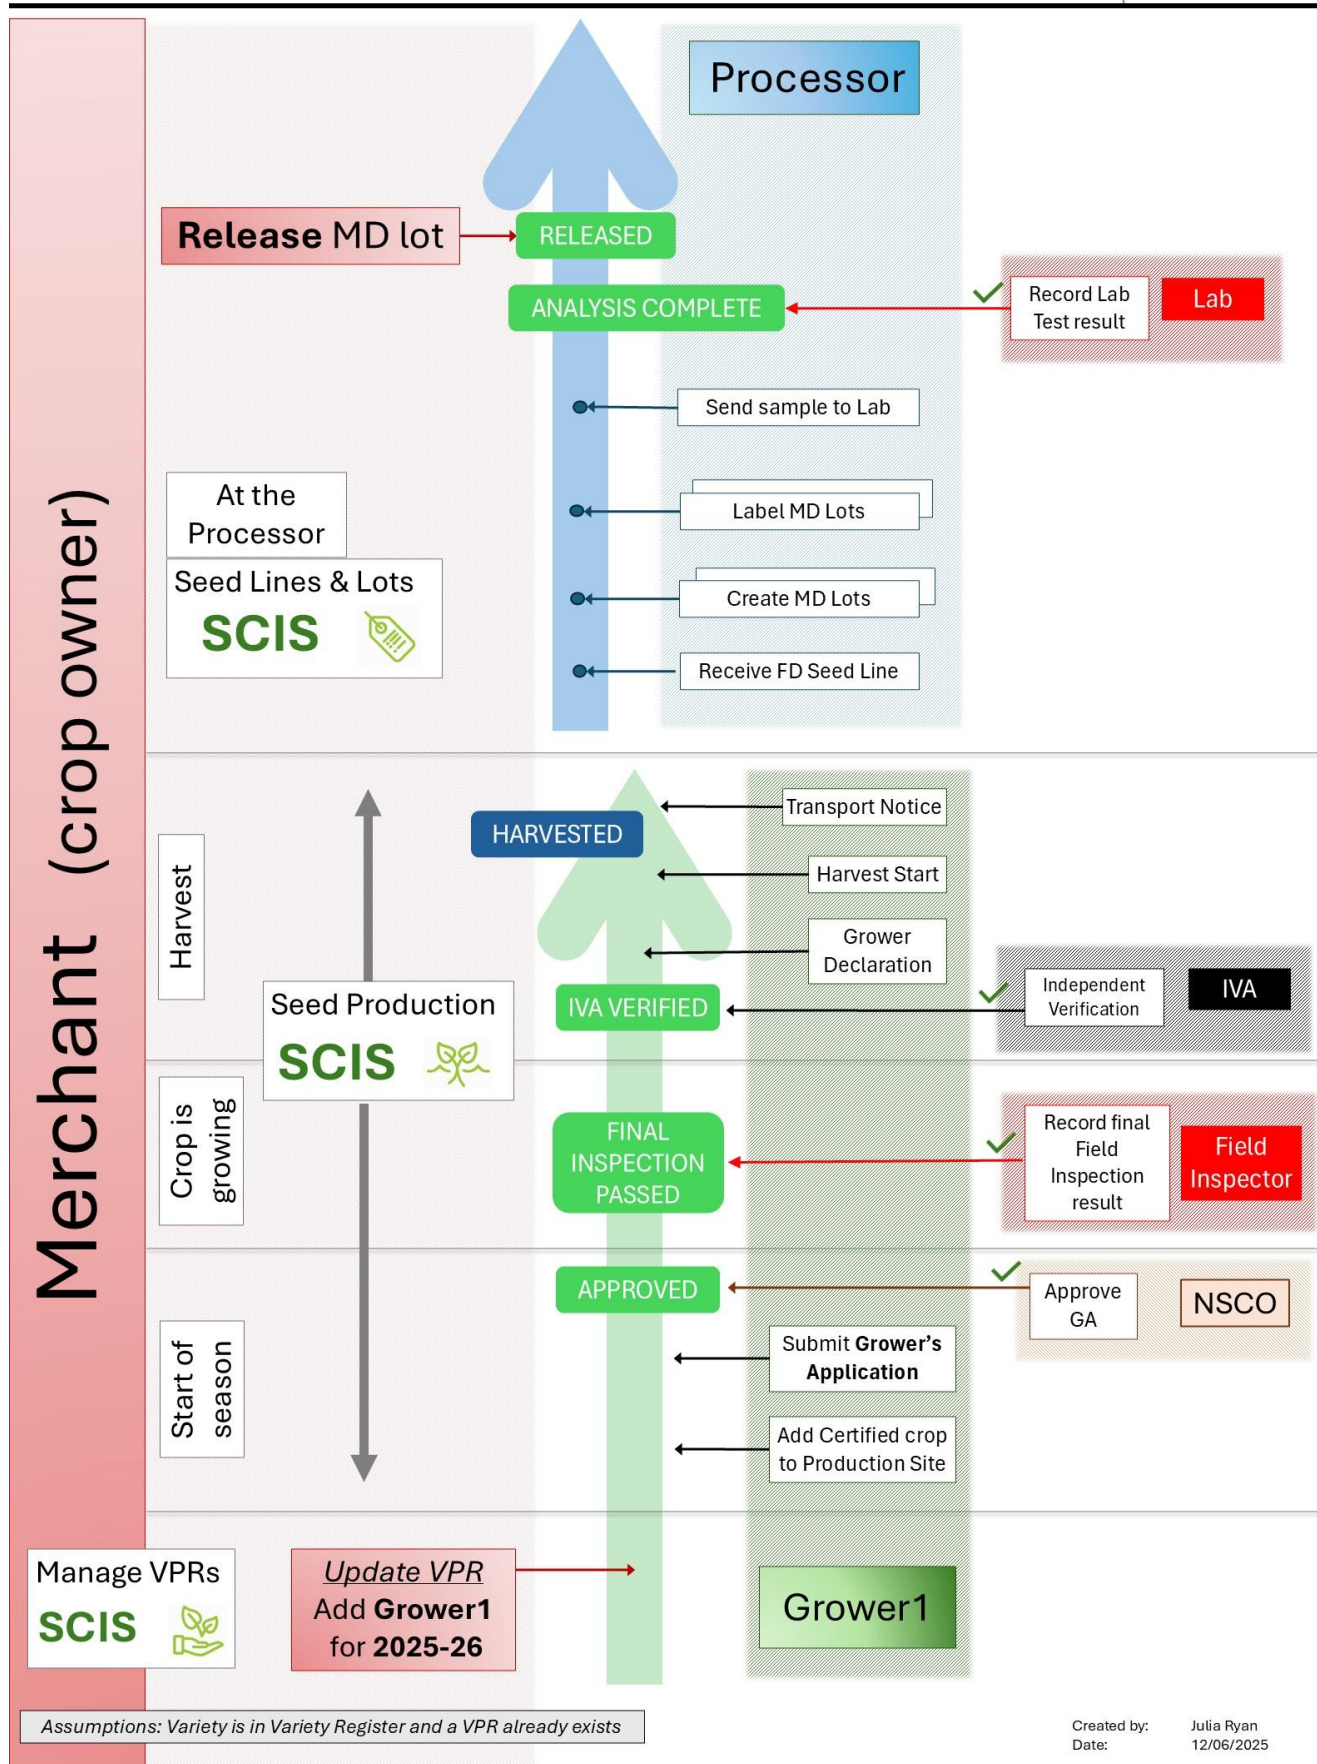 Processor
Release MD lot
RELEASED
ANALYSIS COMPLETE
Record Lab
Test result
Lab
Send sample to Lab
At the
Processor
Label MD Lots
Seed Lines & Lots
SCIS
Create MD Lots
Receive FD Seed Line
Merchant (crop owner)
Transport Notice
HARVESTED
Harvest Start
Harvest
Grower
Declaration
Independent
Verification
IVA
IVA VERIFIED
Seed Production
SCIS
Crop is
growing
FINAL
INSPECTION
PASSED
Record final
Field
Inspection
result
Field
Inspector
APPROVED
Approve
GA
NSCO
Start of
season
Submit Grower's
Application
Add Certified crop
to Production Site
Manage VPRs
SCIS
Update VPR
Add Grower1
for 2025-26
Grower1
Assumptions: Variety is in Variety Register and a VPR already exists
Created by: Julia Ryan
Date: 12/06/2025